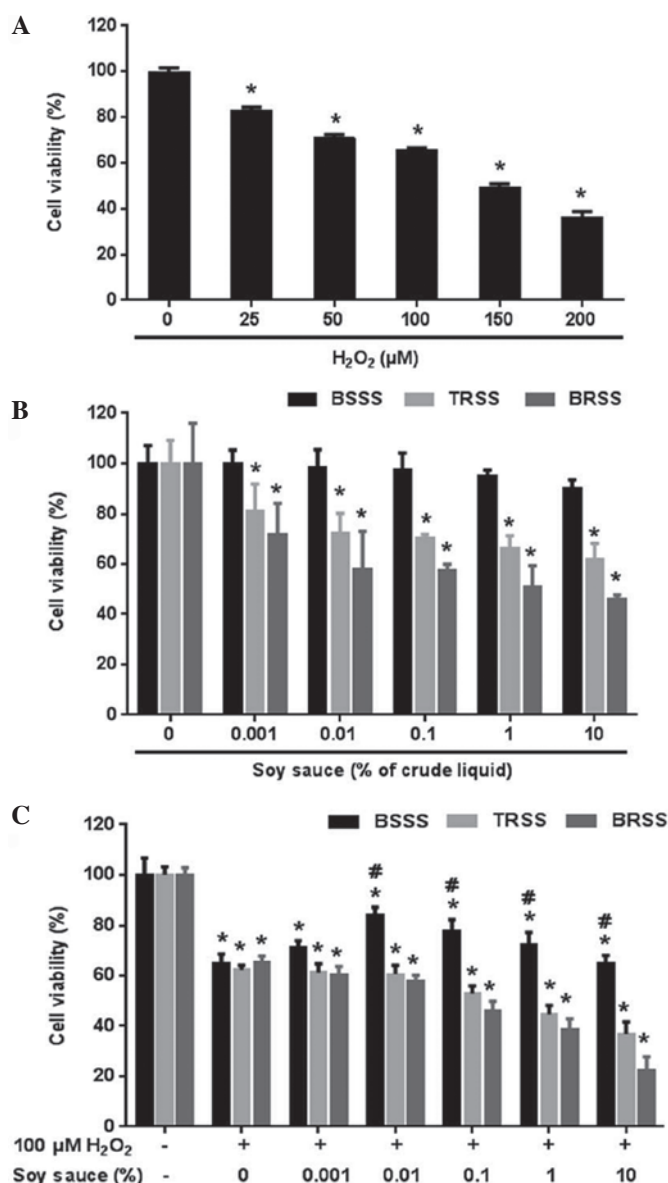 A
120
100
80
60
40
20
0
Cell viability (%)
*
*
*
*
*
0 25 50 100 150 200
H₂O₂ (µM)
B
BSSS TRSS BRSS
120
100
80
60
40
20
0
Cell viability (%)
* *
* *
* *
* *
* *
0 0.001 0.01 0.1 1 10
Soy sauce (% of crude liquid)
C
BSSS TRSS BRSS
120
100
80
60
40
20
0
Cell viability (%)
* * *
* * *
#
* * *
#
* * *
#
* * *
#
* * *
100 µM H₂O₂ - + + + + + +
Soy sauce (%) - 0 0.001 0.01 0.1 1 10